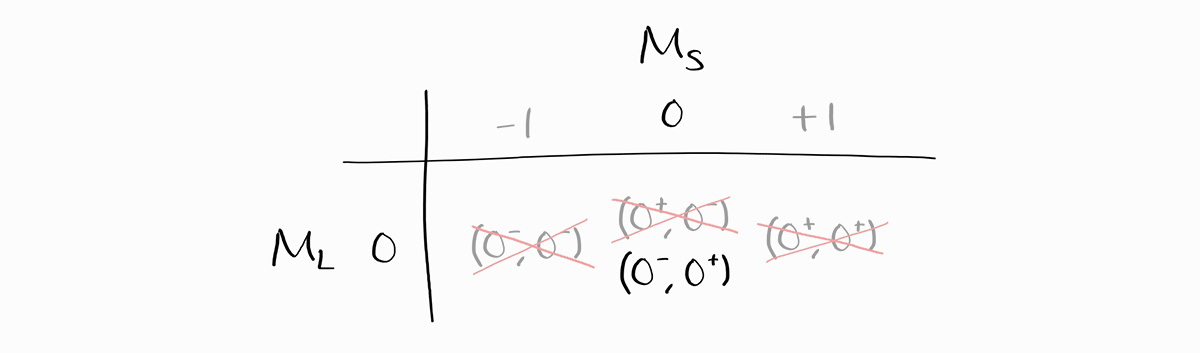 M_S
-1 0 +1
(0⁺, 0⁻)
M_L 0 (0⁻, 0⁻) (0⁺, 0⁺)
(0⁻, 0⁺)